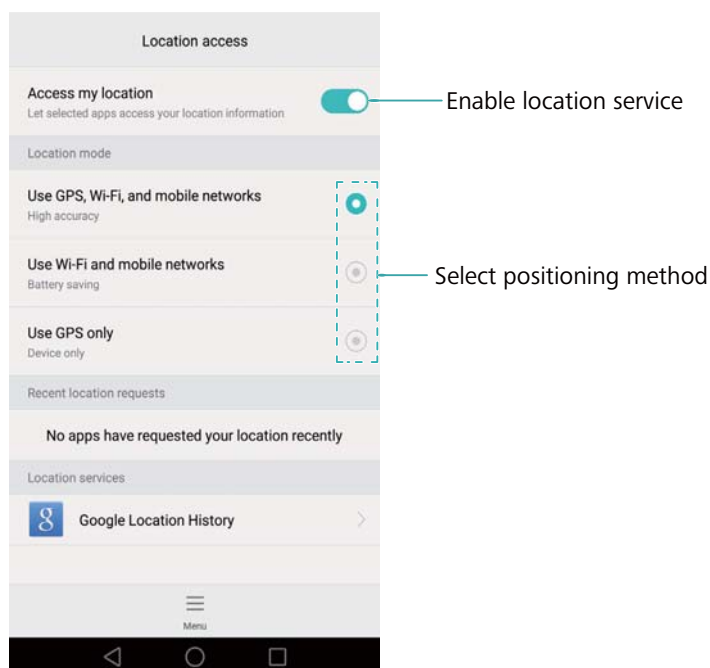 Location access
Access my location
Let selected apps access your location information
Enable location service
Location mode
Use GPS, Wi-Fi, and mobile networks
High accuracy
Use Wi-Fi and mobile networks
Battery saving
Select positioning method
Use GPS only
Device only
Recent location requests
No apps have requested your location recently
Location services
8 Google Location History
Menu